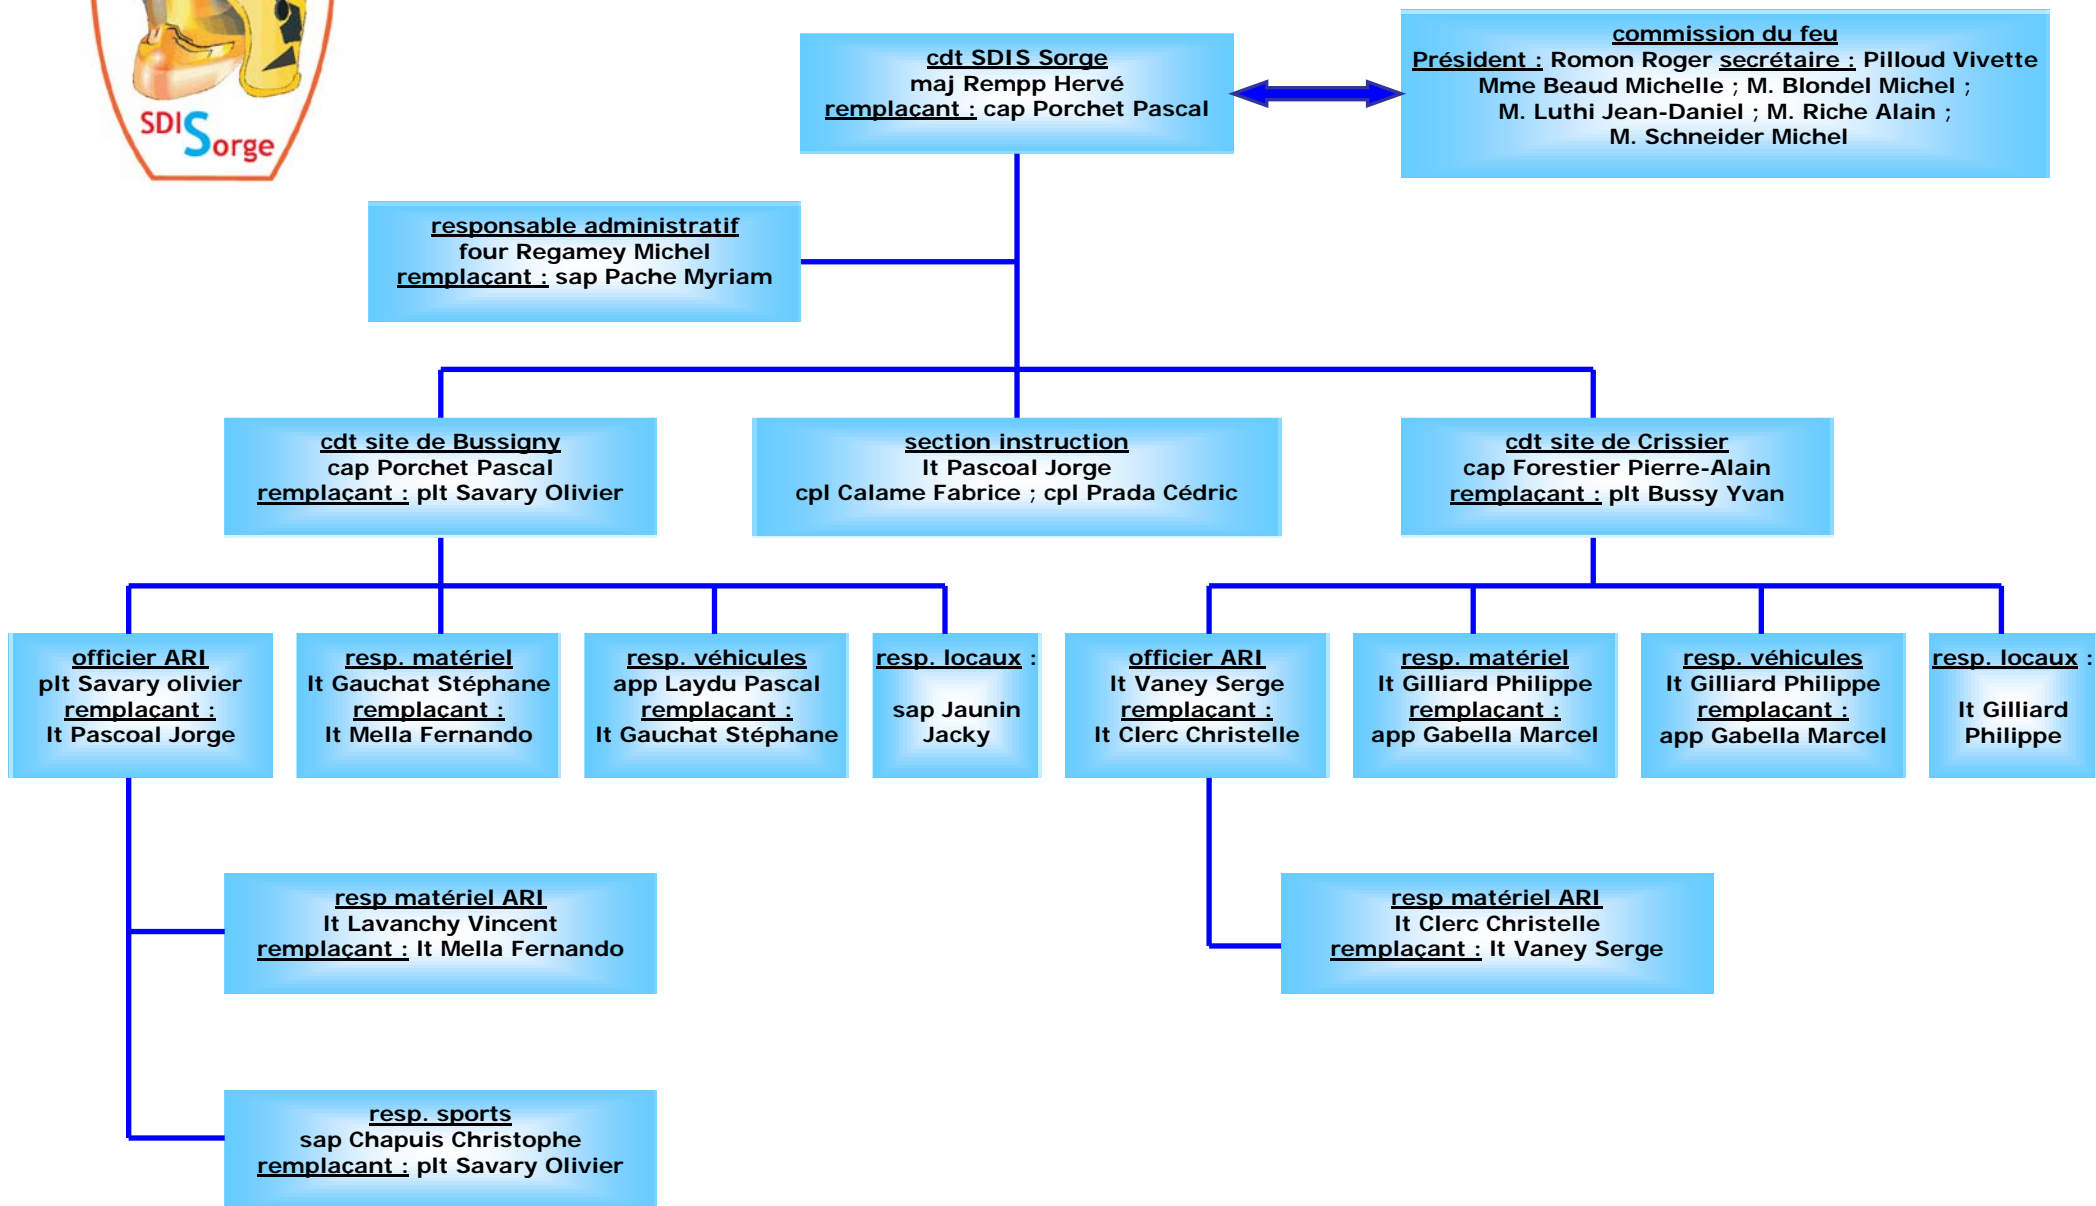 SDIS
Sorge
cdt SDIS Sorge
maj Rempp Hervé
remplaçant : cap Porchet Pascal
commission du feu
Président : Romon Roger secrétaire : Pilloud Vivette
Mme Beaud Michelle ; M. Blondel Michel ;
M. Luthi Jean-Daniel ; M. Riche Alain ;
M. Schneider Michel
responsable administratif
four Regamey Michel
remplaçant : sap Pache Myriam
cdt site de Bussigny
cap Porchet Pascal
remplaçant : plt Savary Olivier
section instruction
lt Pascoal Jorge
cpl Calame Fabrice ; cpl Prada Cédric
cdt site de Crissier
cap Forestier Pierre-Alain
remplaçant : plt Bussy Yvan
officier ARI
plt Savary olivier
remplaçant :
lt Pascoal Jorge
resp. matériel
lt Gauchat Stéphane
remplaçant :
lt Mella Fernando
resp. véhicules
app Laydu Pascal
remplaçant :
lt Gauchat Stéphane
resp. locaux :
sap Jaunin
Jacky
officier ARI
lt Vaney Serge
remplaçant :
lt Clerc Christelle
resp. matériel
lt Gilliard Philippe
remplaçant :
app Gabella Marcel
resp. véhicules
lt Gilliard Philippe
remplaçant :
app Gabella Marcel
resp. locaux :
lt Gilliard
Philippe
resp matériel ARI
lt Lavanchy Vincent
remplaçant : lt Mella Fernando
resp matériel ARI
lt Clerc Christelle
remplaçant : lt Vaney Serge
resp. sports
sap Chapuis Christophe
remplaçant : plt Savary Olivier